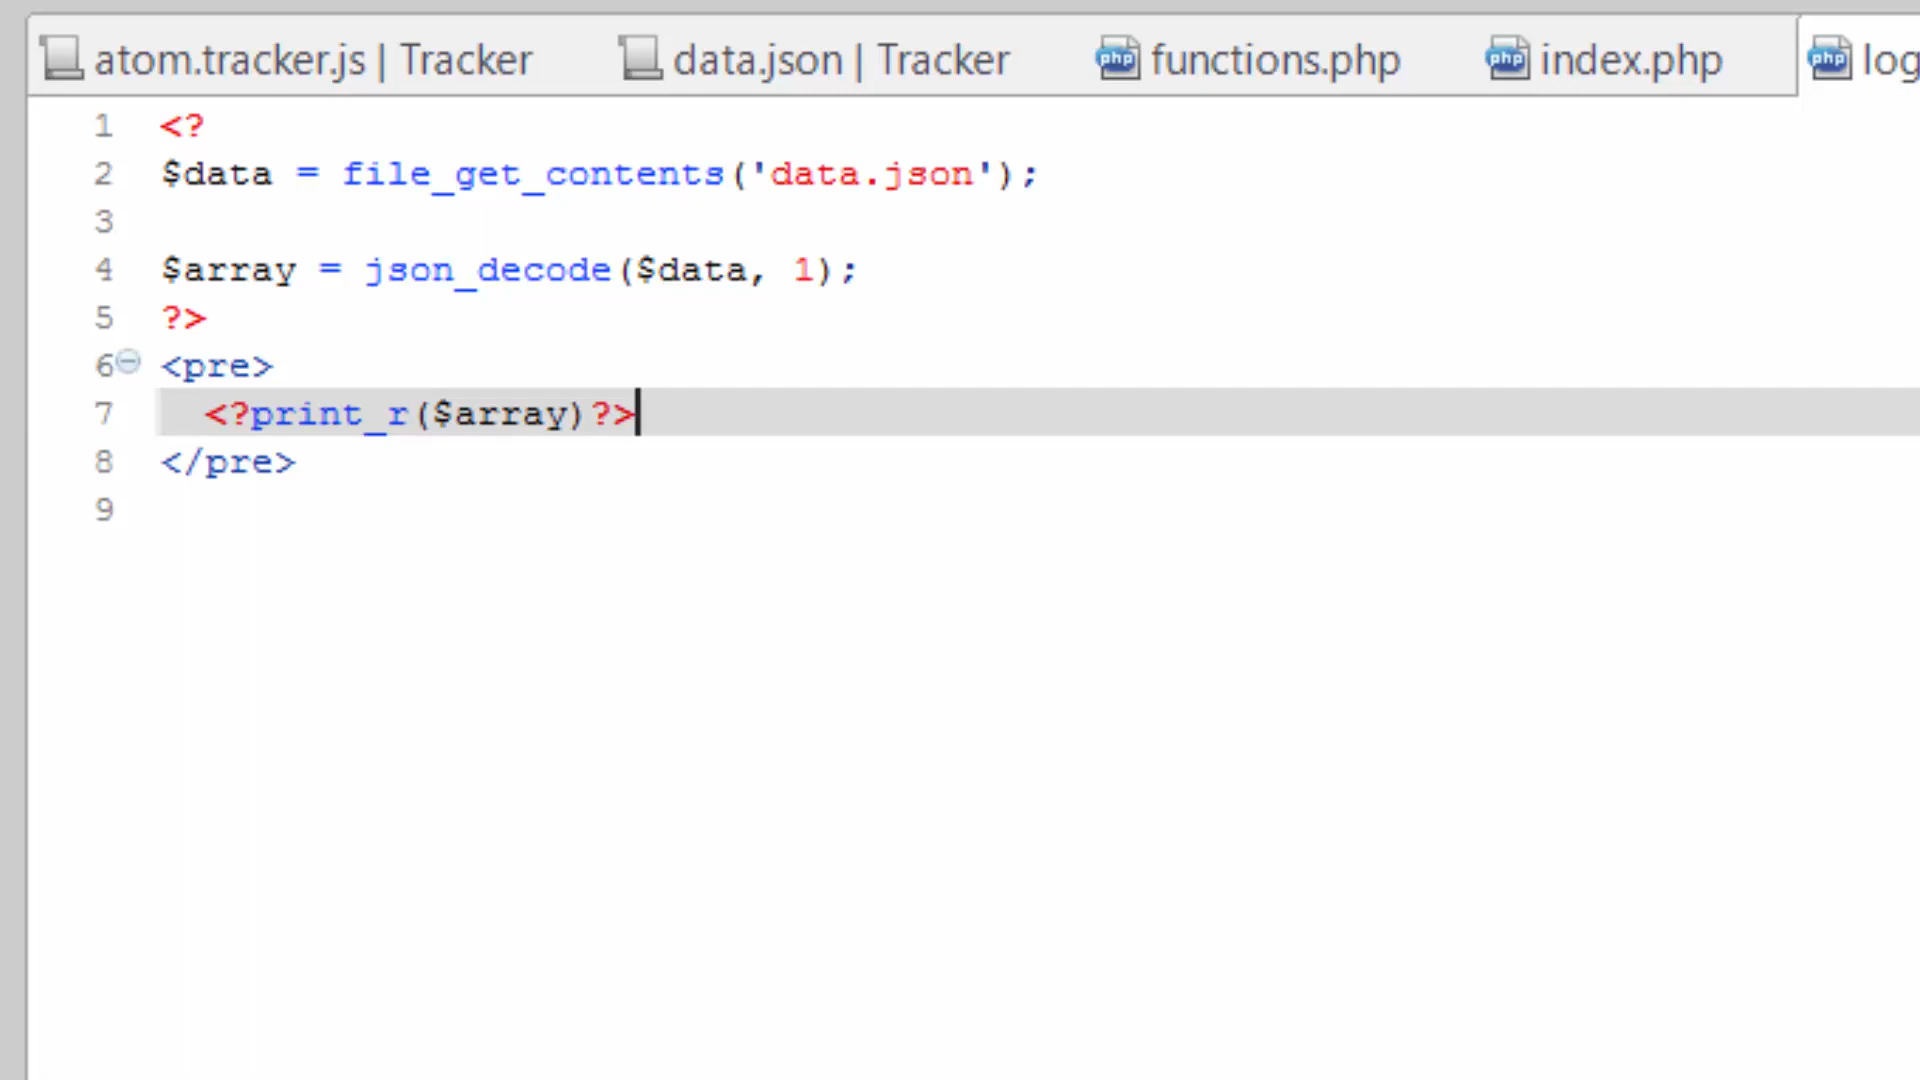 atom.tracker.js | Tracker data.json | Tracker functions.php index.php log
1 <?
2 $data = file_get_contents('data.json');
3
4 $array = json_decode($data, 1);
5 ?>
6 <pre>
7 <?print_r($array)?>
8 </pre>
9